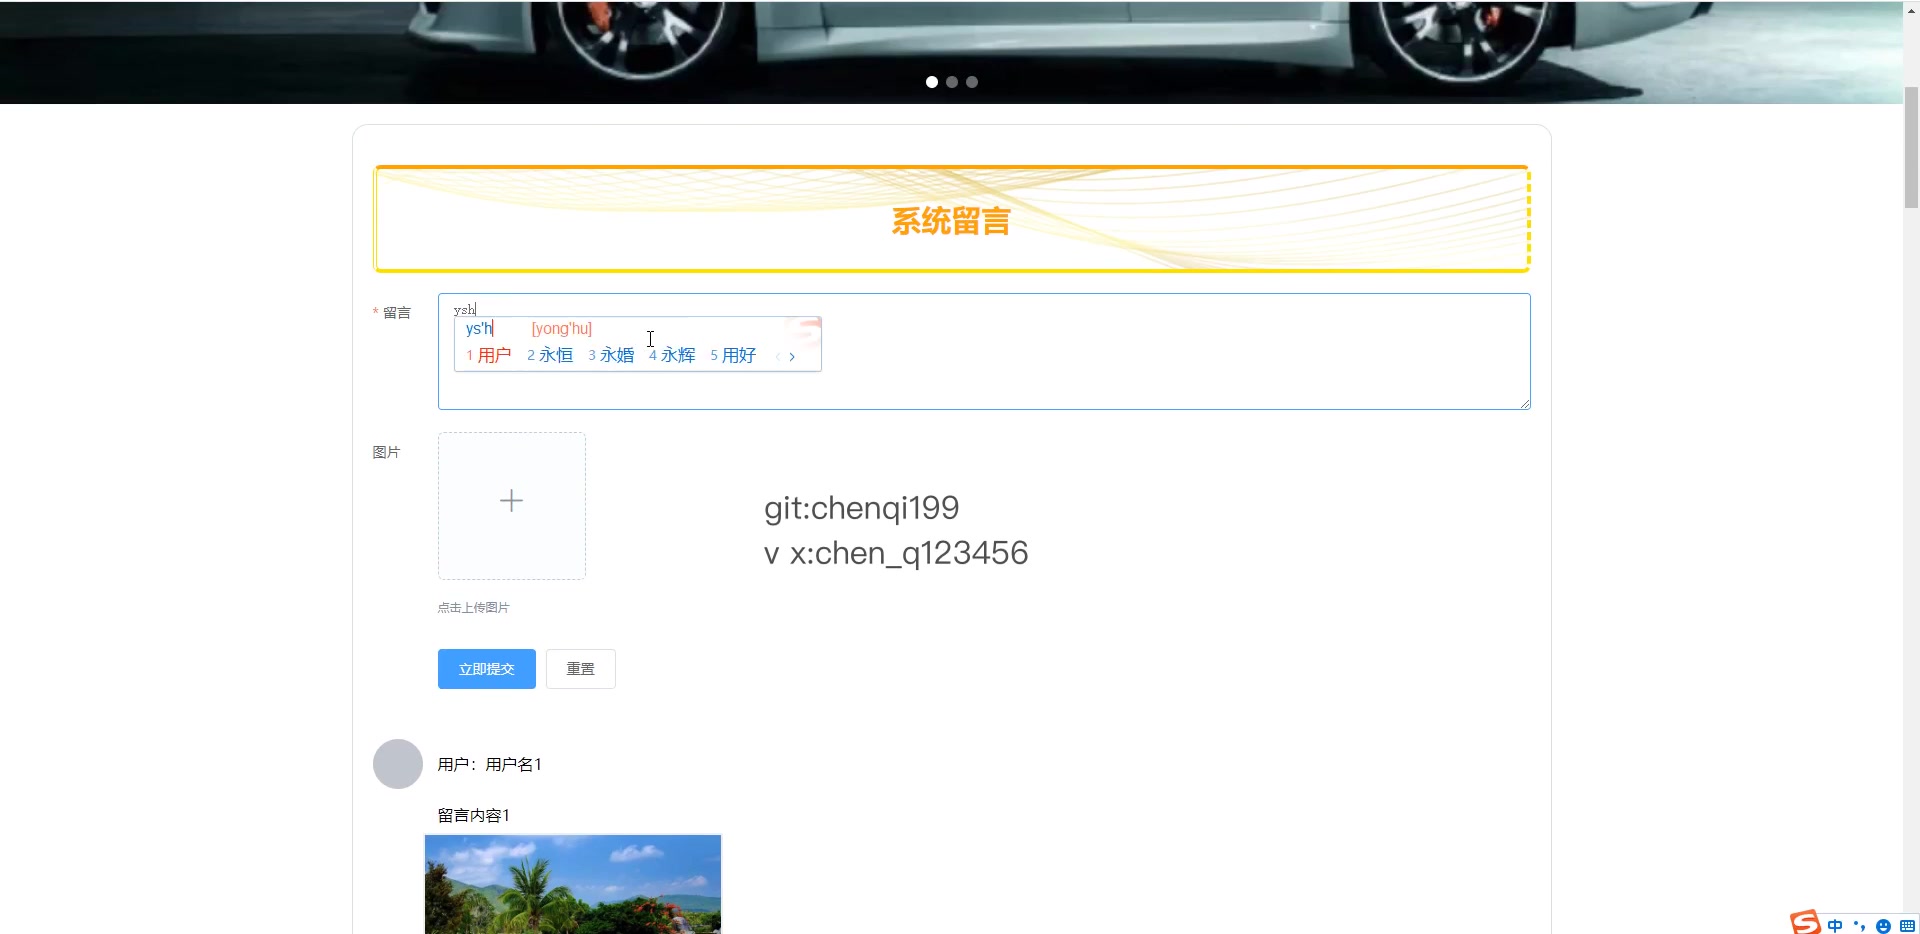 系统留言
* 留言
ysh
ys'h [yong'hu]
1 用户 2 永恒 3 永婚 4 永辉 5 用好
图片
git:chenqi199
v x:chen_q123456
点击上传图片
立即提交 重置
用户：用户名1
留言内容1
中